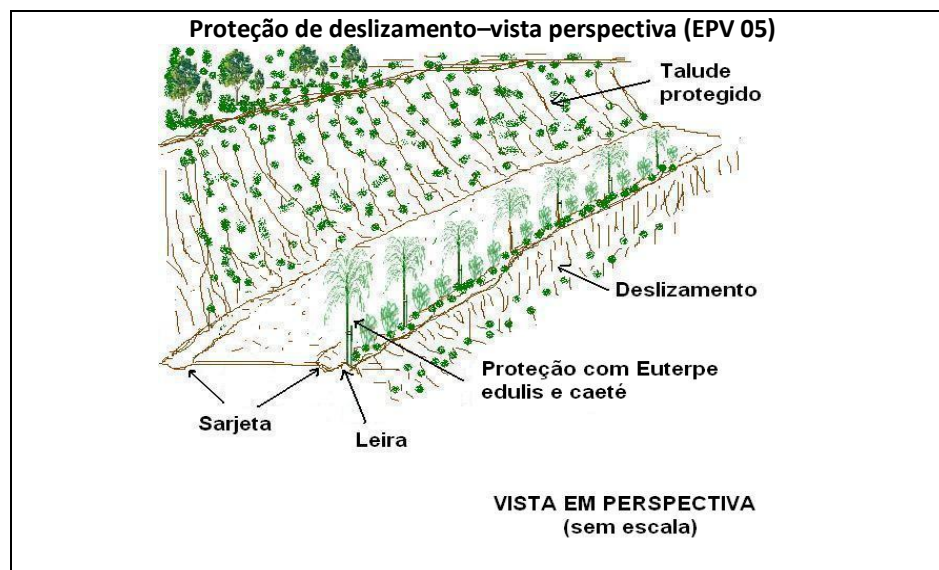 Proteção de deslizamento–vista perspectiva (EPV 05)
Talude
protegido
Deslizamento
Proteção com Euterpe
edulis e caeté
Sarjeta
Leira
VISTA EM PERSPECTIVA
(sem escala)